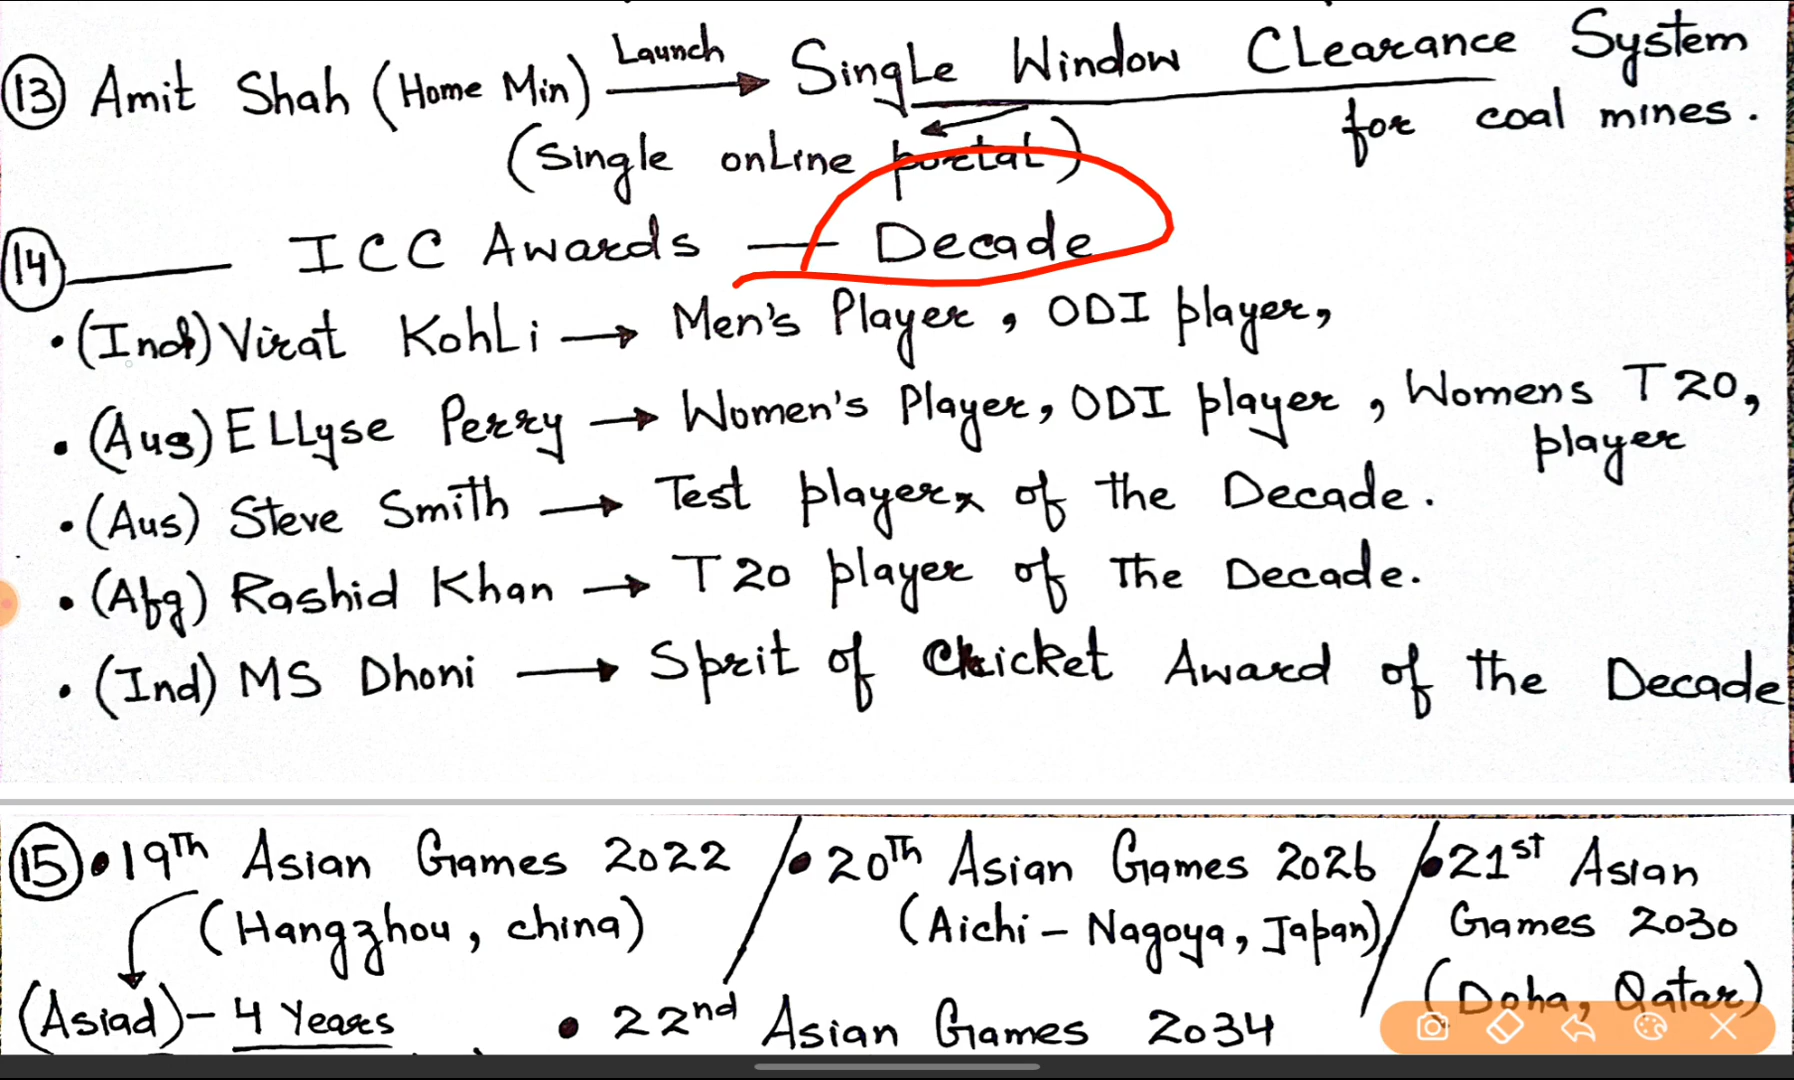 13 Amit Shah (Home Min) Launch → Single Window Clearance System
(Single online portal) for coal mines.
14 ICC Awards — Decade
• (Ind) Virat Kohli → Men's Player, ODI player,
• (Aus) Ellyse Perry → Women's Player, ODI player, Womens T20,
player
• (Aus) Steve Smith → Test player of the Decade.
• (Afg) Rashid Khan → T20 player of the Decade.
• (Ind) MS Dhoni → Sprit of Cricket Award of the Decade
15 • 19Th Asian Games 2022 / • 20Th Asian Games 2026 / • 21st Asian
(Hangzhou, china) (Aichi - Nagoya, Japan) Games 2030
(Asiad) - 4 Years • 22nd Asian Games 2034 (Doha, Qatar)